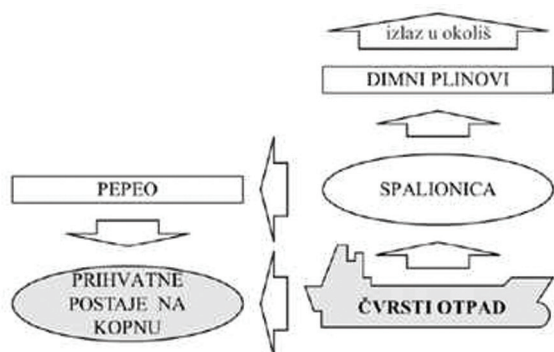 izlaz u okoliš
DIMNI PLINOVI
PEPEO
SPALIONICA
PRIHVATNE
POSTAJE NA
KOPNU
ČVRSTI OTPAD